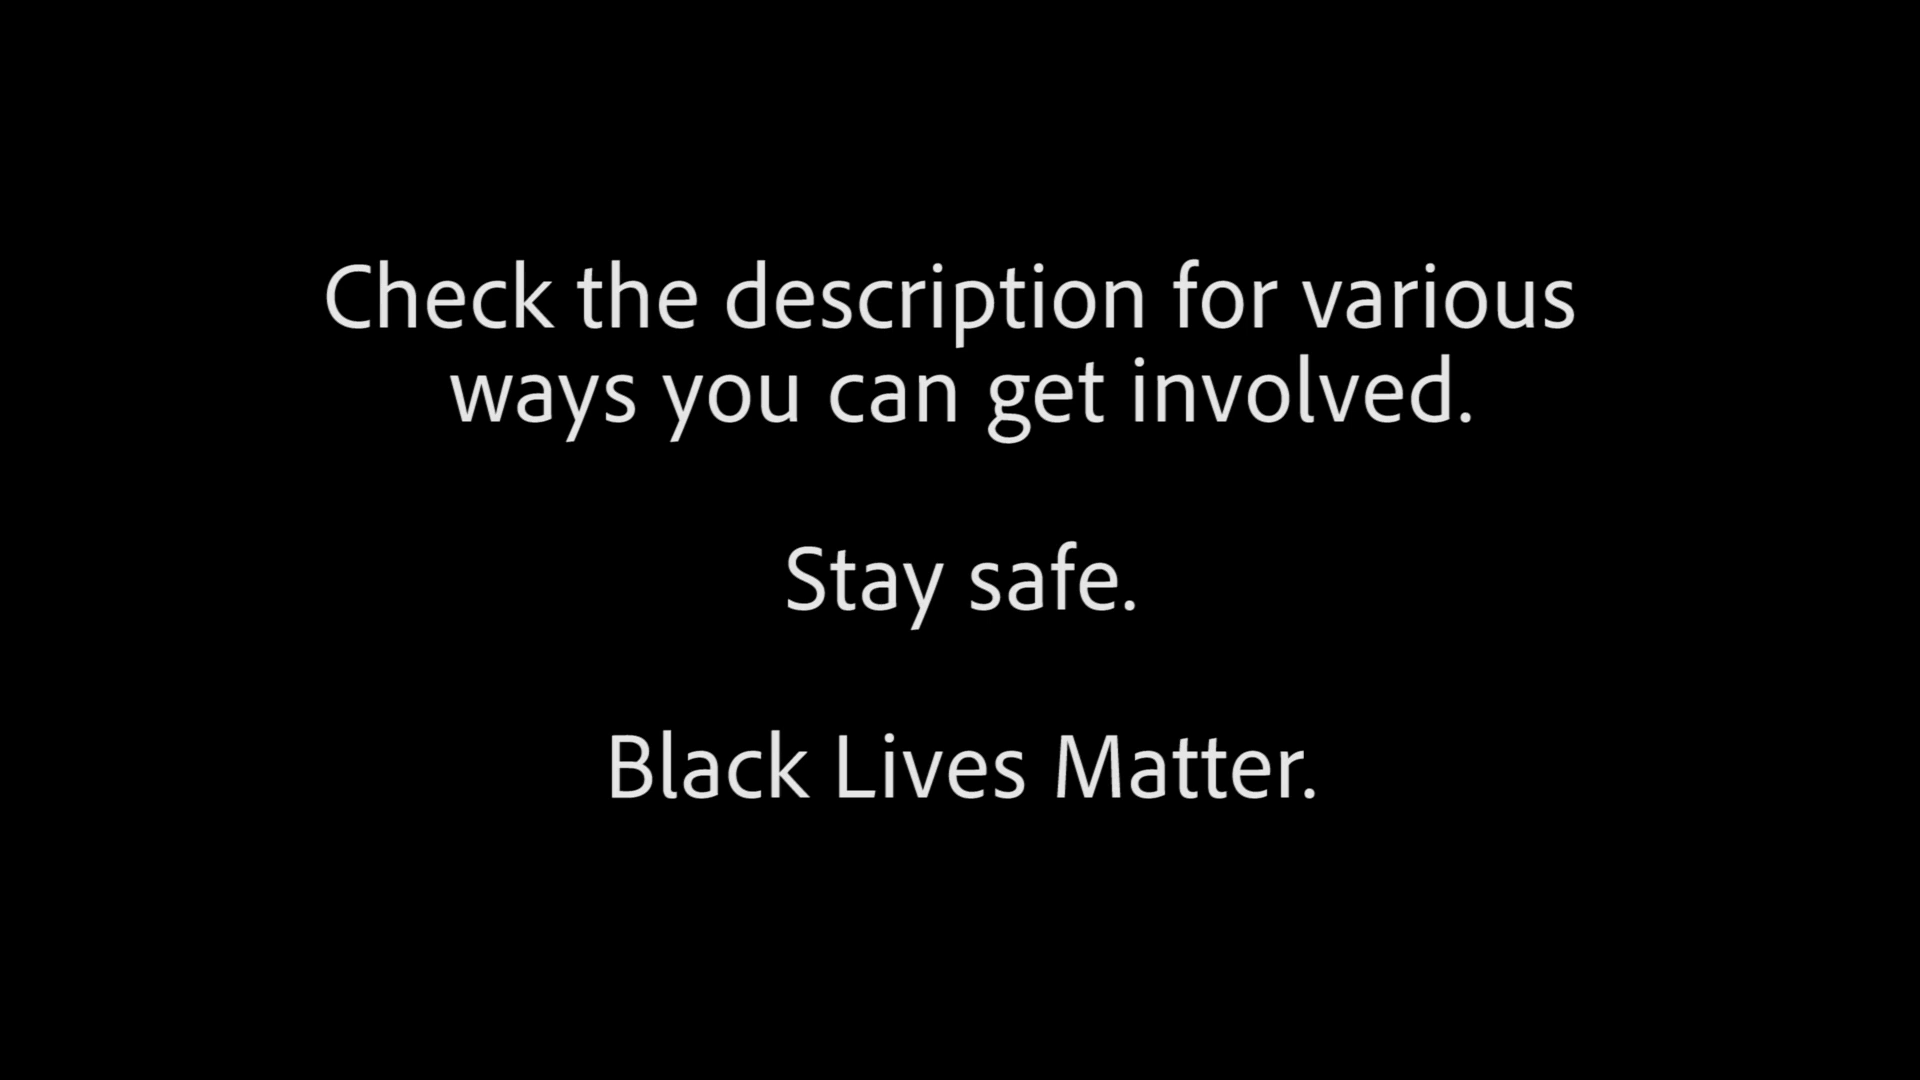 Check the description for various
ways you can get involved.
Stay safe.
Black Lives Matter.